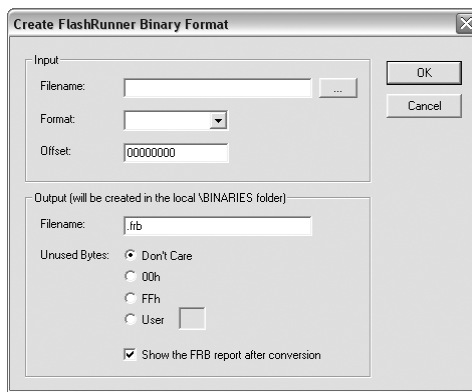 Create FlashRunner Binary Format
Input
Filename:
...
Format:
Offset:
00000000
OK
Cancel
Output (will be created in the local \BINARIES folder)
Filename:
.frb
Unused Bytes:
Don't Care
00h
FFh
User
Show the FRB report after conversion